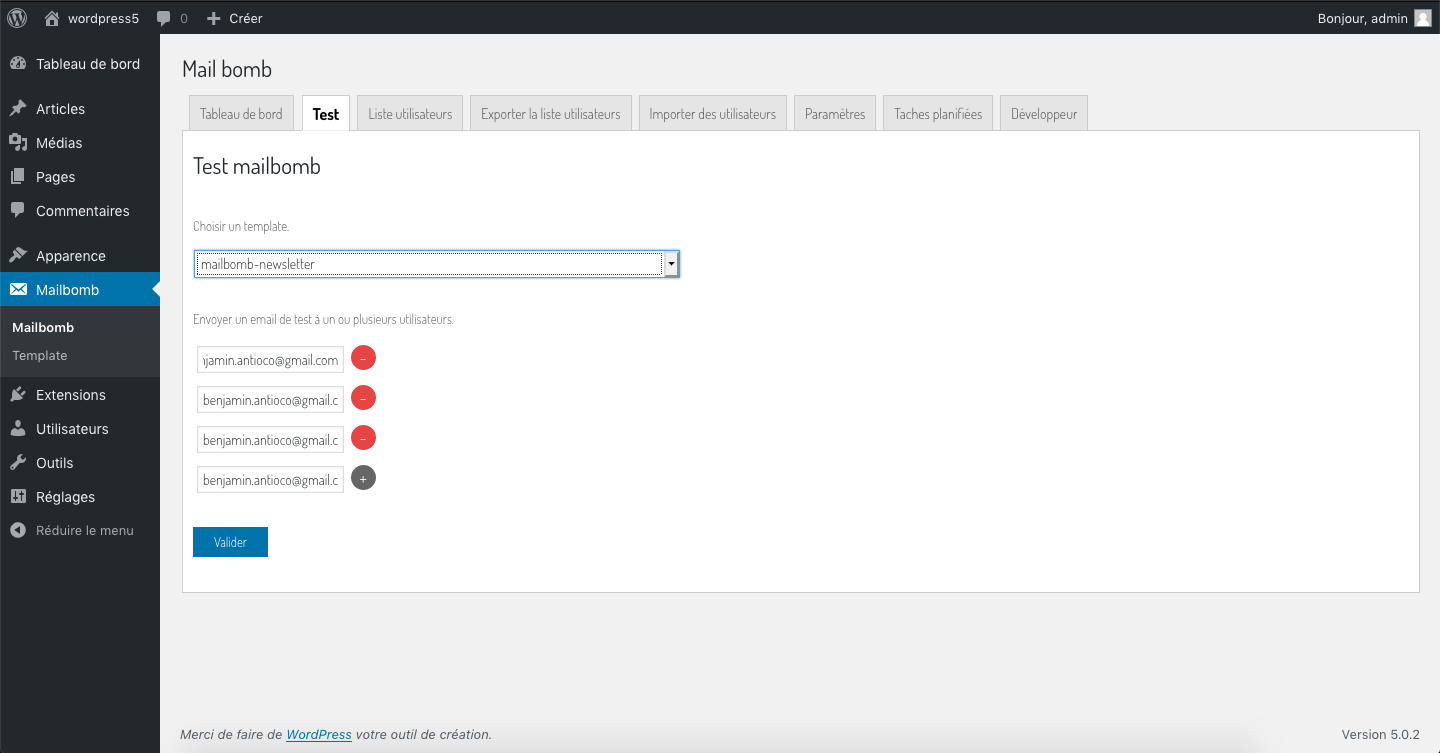 wordpress5 0 Créer Bonjour, admin
Tableau de bord
Articles
Médias
Pages
Commentaires
Apparence
Mailbomb
Mailbomb
Template
Extensions
Utilisateurs
Outils
Réglages
Réduire le menu
Mail bomb
Tableau de bord Test Liste utilisateurs Exporter la liste utilisateurs Importer des utilisateurs Paramètres Taches planifiées Développeur
Test mailbomb
Choisir un template.
mailbomb-newsletter
Envoyer un email de test à un ou plusieurs utilisateurs.
njamin.antioco@gmail.com -
benjamin.antioco@gmail.c -
benjamin.antioco@gmail.c -
benjamin.antioco@gmail.c +
Valider
Merci de faire de WordPress votre outil de création. Version 5.0.2